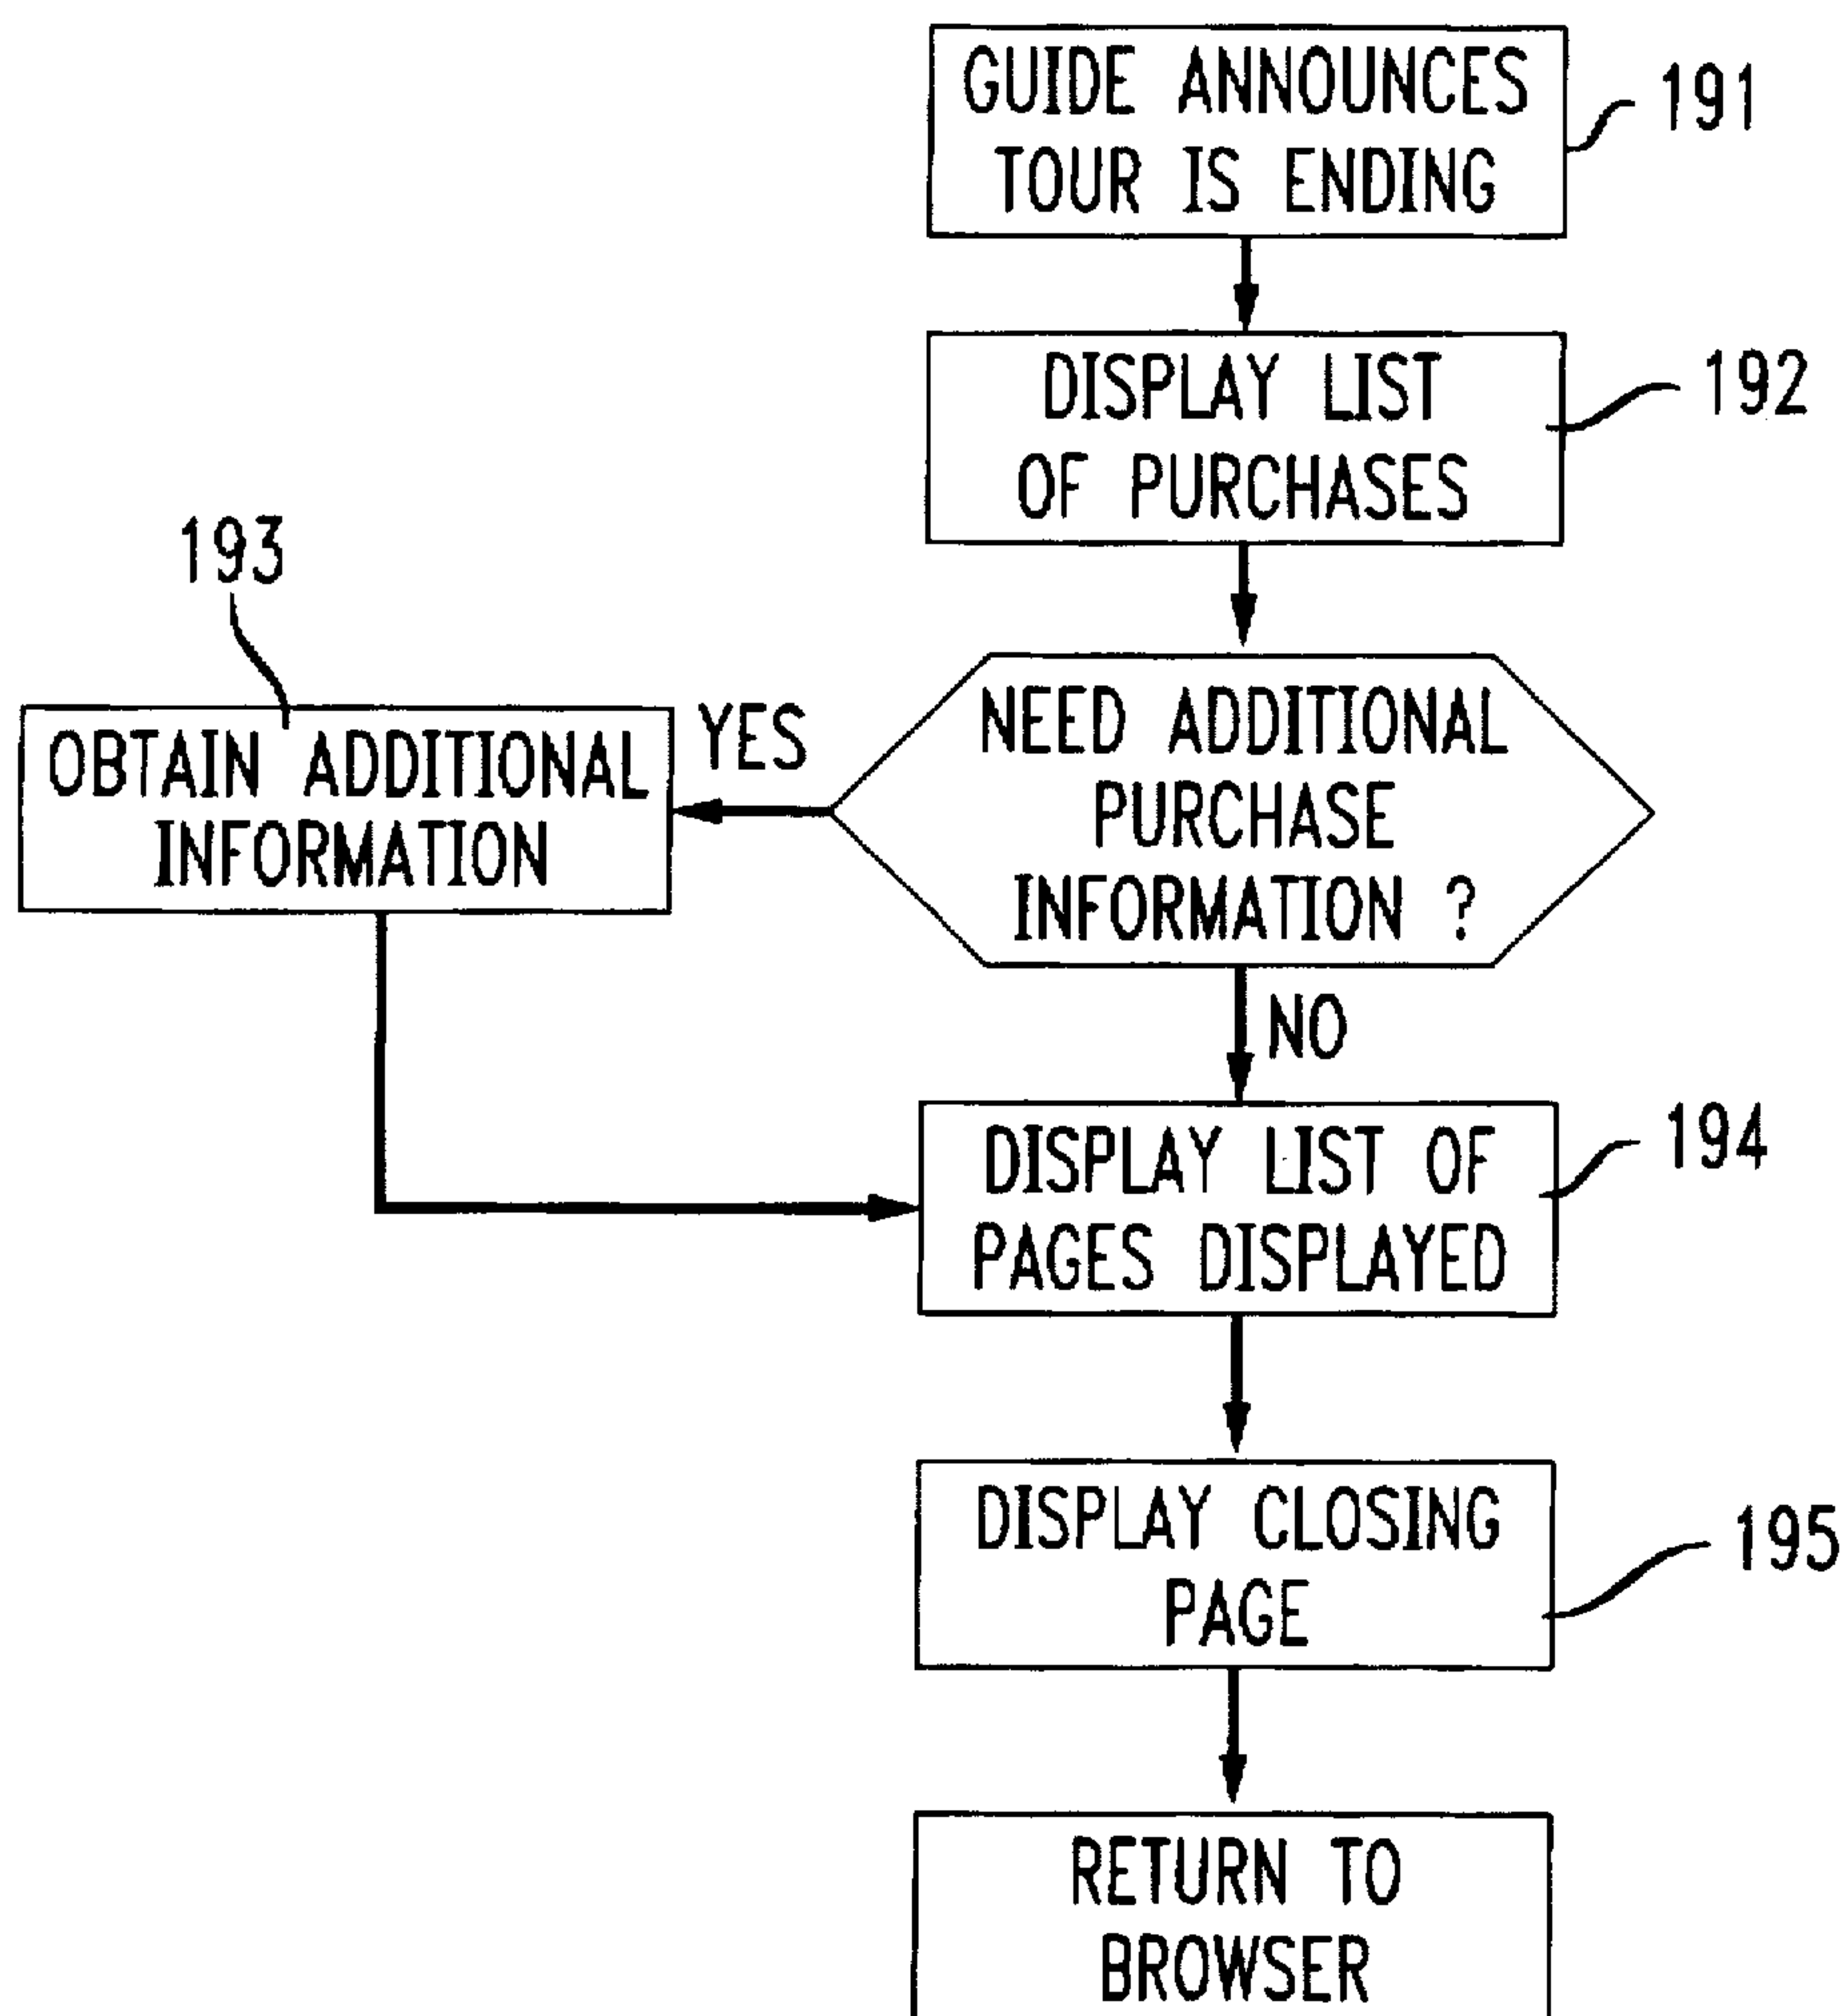 GUIDE ANNOUNCES
TOUR IS ENDING
191
DISPLAY LIST
OF PURCHASES
192
193
OBTAIN ADDITIONAL
INFORMATION
YES
NEED ADDITIONAL
PURCHASE
INFORMATION ?
NO
DISPLAY LIST OF
PAGES DISPLAYED
194
DISPLAY CLOSING
PAGE
195
RETURN TO
BROWSER